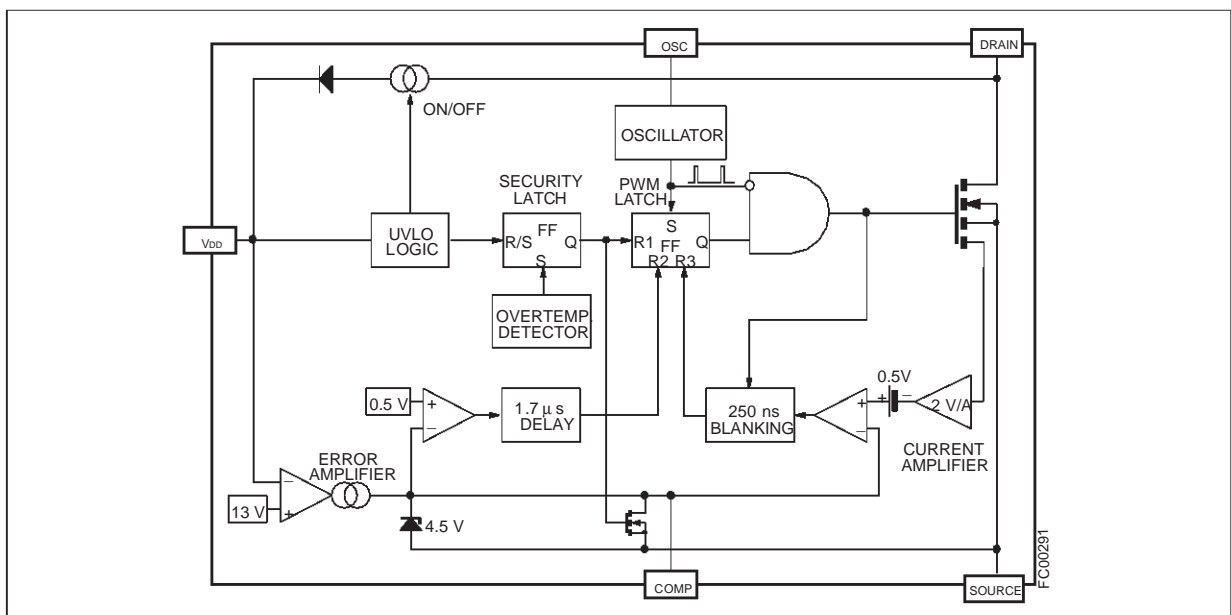 OSC
DRAIN
ON/OFF
OSCILLATOR
SECURITY
LATCH
PWM
LATCH
VDD
UVLO
LOGIC
R/S
FF
Q
S
R1
S
FF
Q
R2 R3
OVERTEMP.
DETECTOR
0.5 V
+
–
1.7 μs
DELAY
250 ns
BLANKING
+
–
0.5V
+
–
2 V/A
CURRENT
AMPLIFIER
ERROR
AMPLIFIER
–
+
13 V
4.5 V
COMP
SOURCE
FC00291